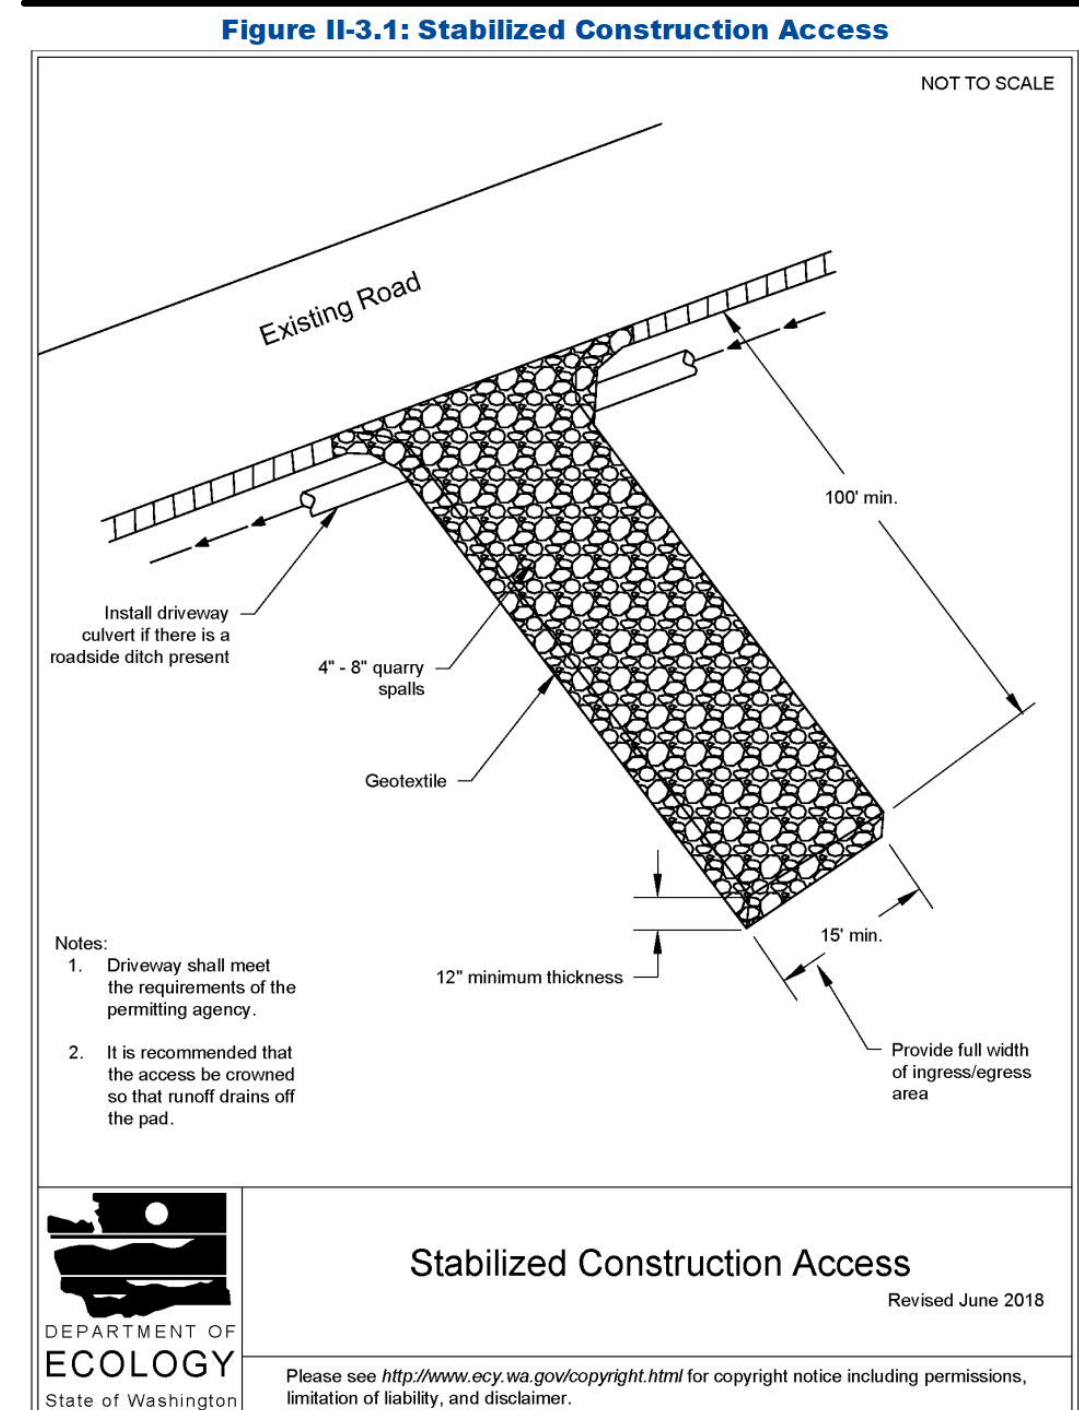 Figure II-3.1: Stabilized Construction Access
NOT TO SCALE
Existing Road
100' min.
Install driveway
culvert if there is a
roadside ditch present
4" - 8" quarry
spalls
Geotextile
15' min.
12" minimum thickness
Provide full width
of ingress/egress
area
Notes:
1. Driveway shall meet
the requirements of the
permitting agency.
2. It is recommended that
the access be crowned
so that runoff drains off
the pad.
DEPARTMENT OF
ECOLOGY
State of Washington
Stabilized Construction Access
Revised June 2018
Please see http://www.ecy.wa.gov/copyright.html for copyright notice including permissions,
limitation of liability, and disclaimer.